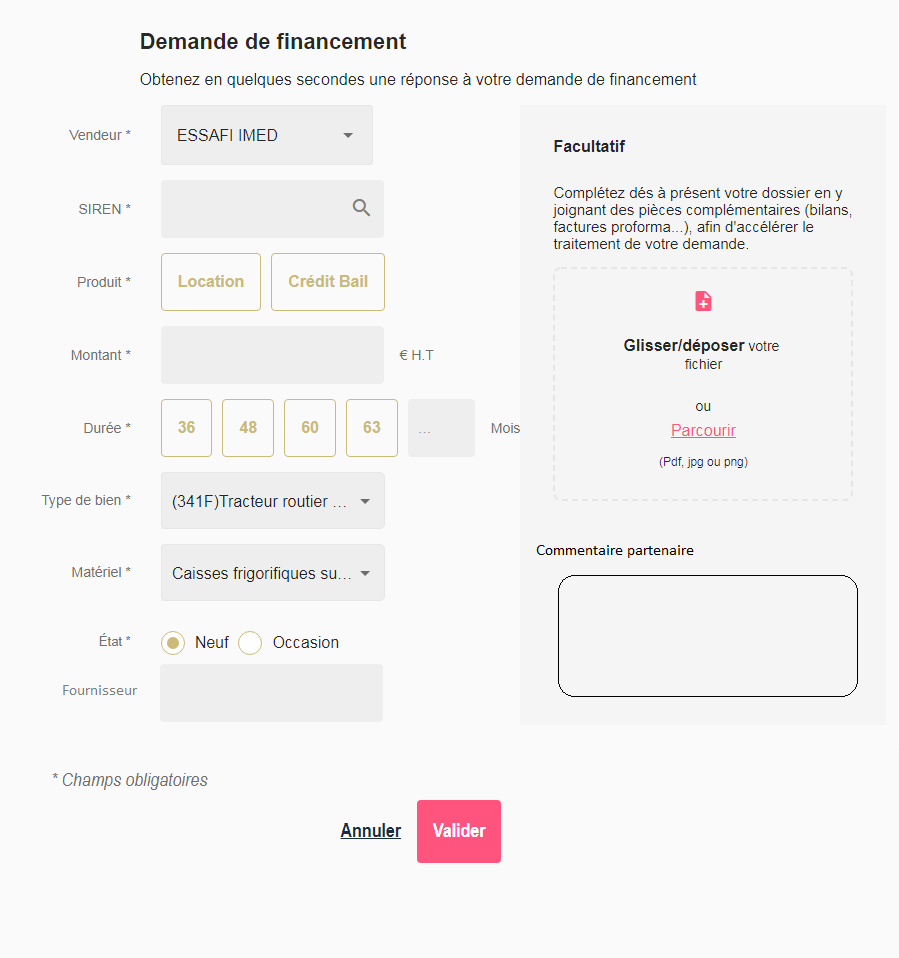 Demande de financement
Obtenez en quelques secondes une réponse à votre demande de financement
Vendeur * ESSAFI IMED
SIREN *
Produit * Location Crédit Bail
Montant * € H.T
Durée * 36 48 60 63 ... Mois
Type de bien * (341F)Tracteur routier ...
Matériel * Caisses frigorifiques su...
État * Neuf Occasion
Fournisseur
Facultatif
Complétez dés à présent votre dossier en y
joignant des pièces complémentaires (bilans,
factures proforma...), afin d'accélérer le
traitement de votre demande.
Glisser/déposer votre
fichier
ou
Parcourir
(Pdf, jpg ou png)
Commentaire partenaire
* Champs obligatoires
Annuler Valider